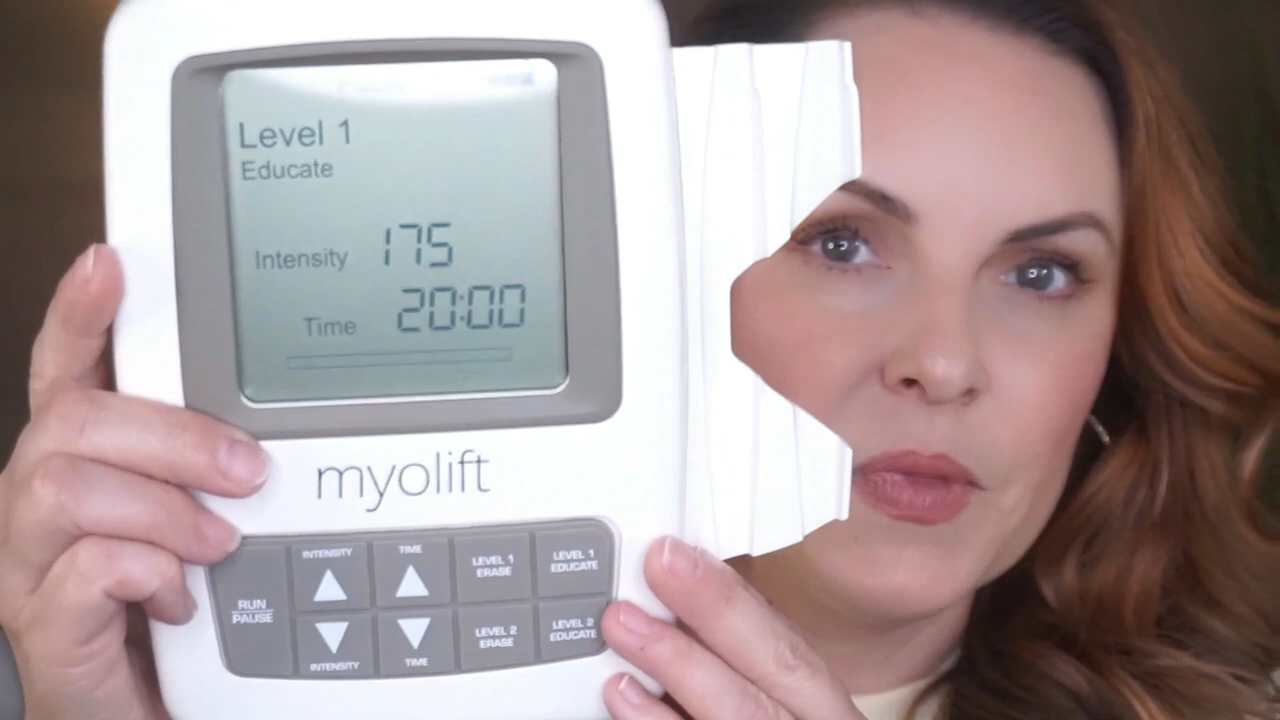 Level 1
Educate
Intensity 175
Time 20:00
myolift
RUN
PAUSE
INTENSITY
TIME
LEVEL 1
ERASE
LEVEL 1
EDUCATE
INTENSITY
TIME
LEVEL 2
ERASE
LEVEL 2
EDUCATE